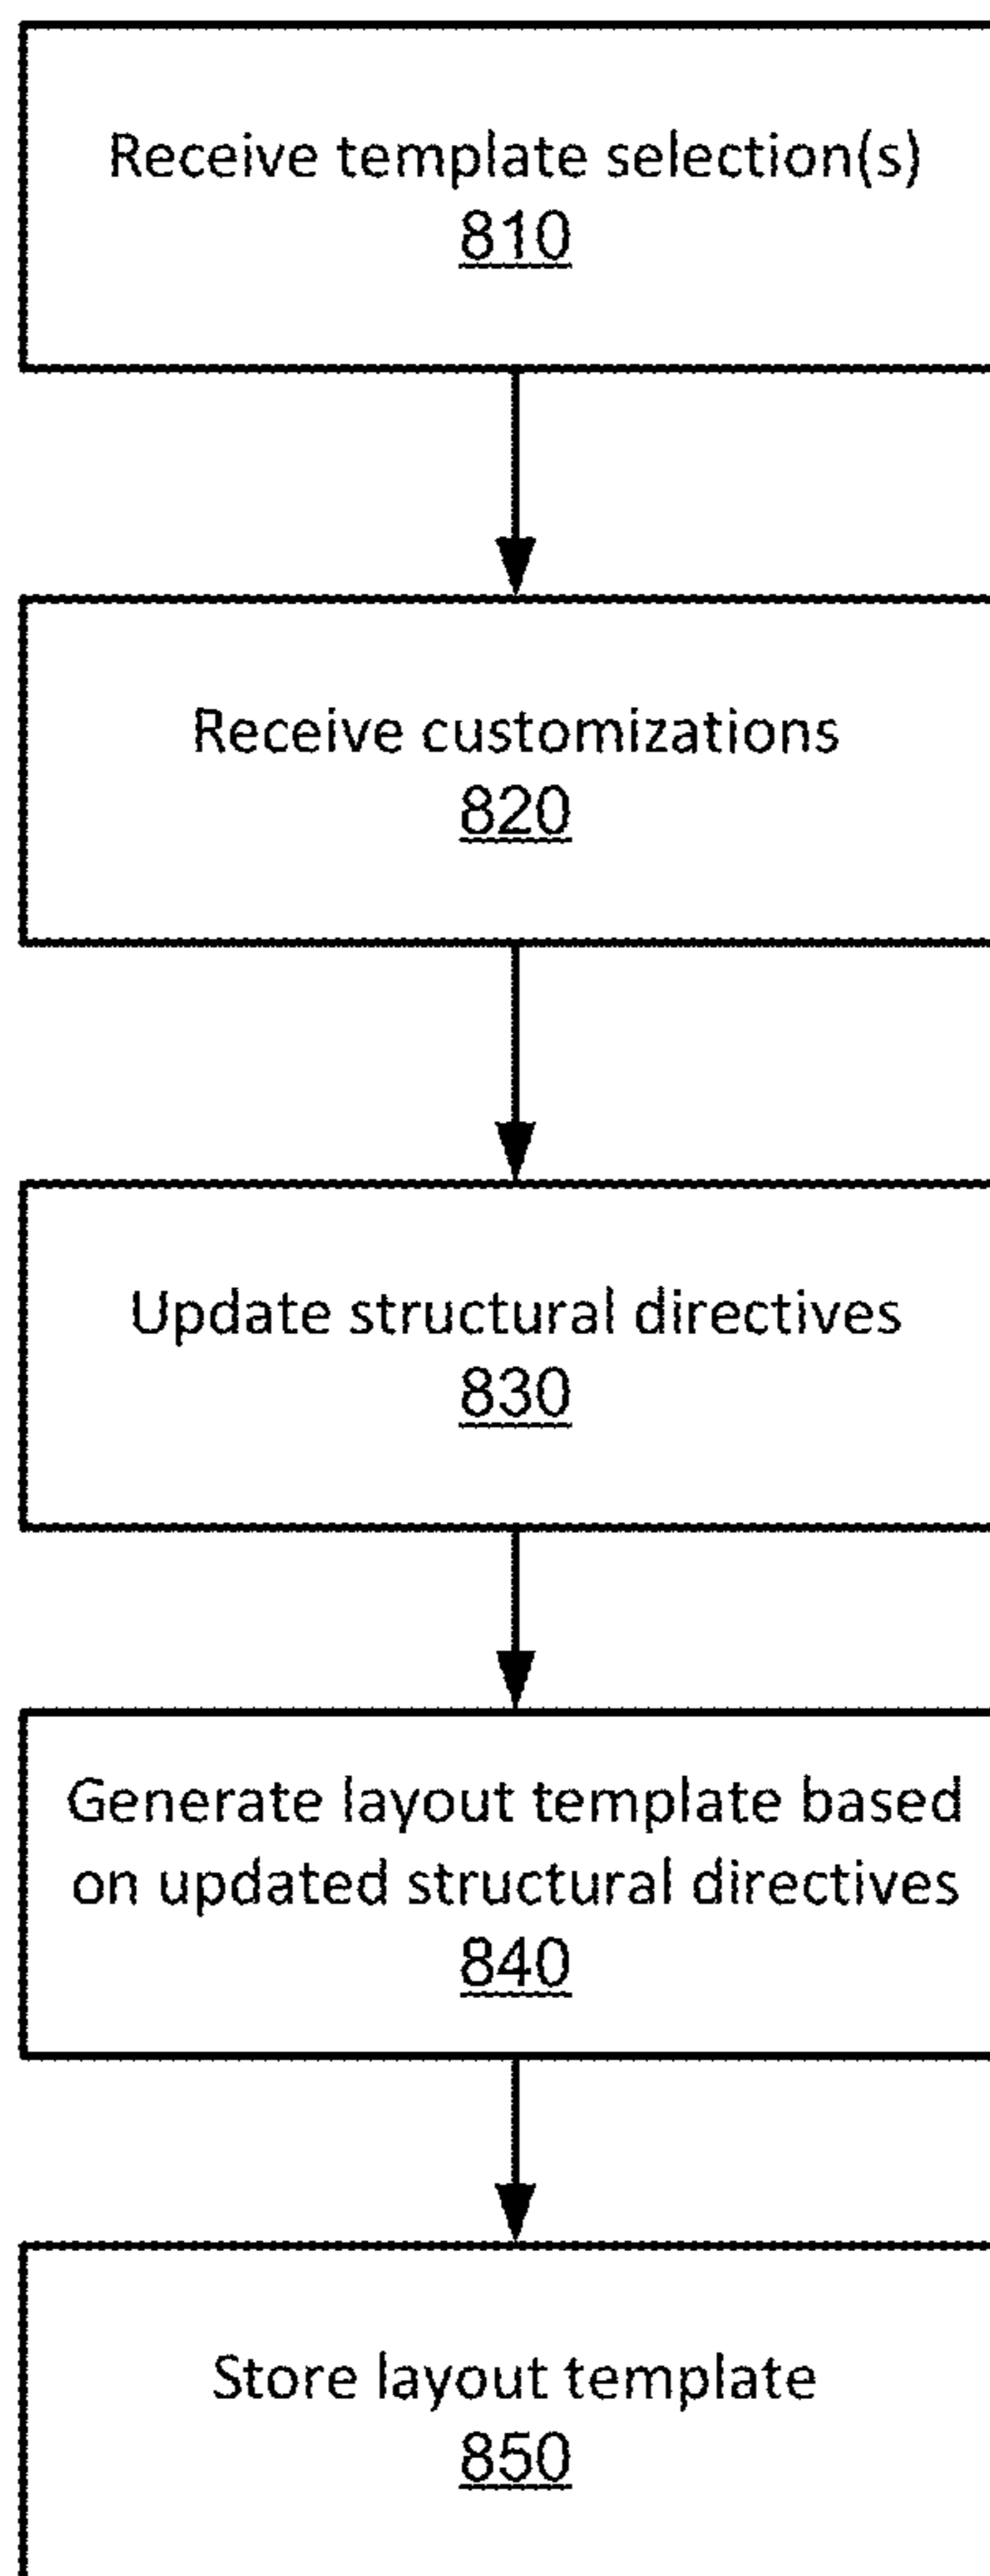 Receive template selection(s)
810
Receive customizations
820
Update structural directives
830
Generate layout template based
on updated structural directives
840
Store layout template
850